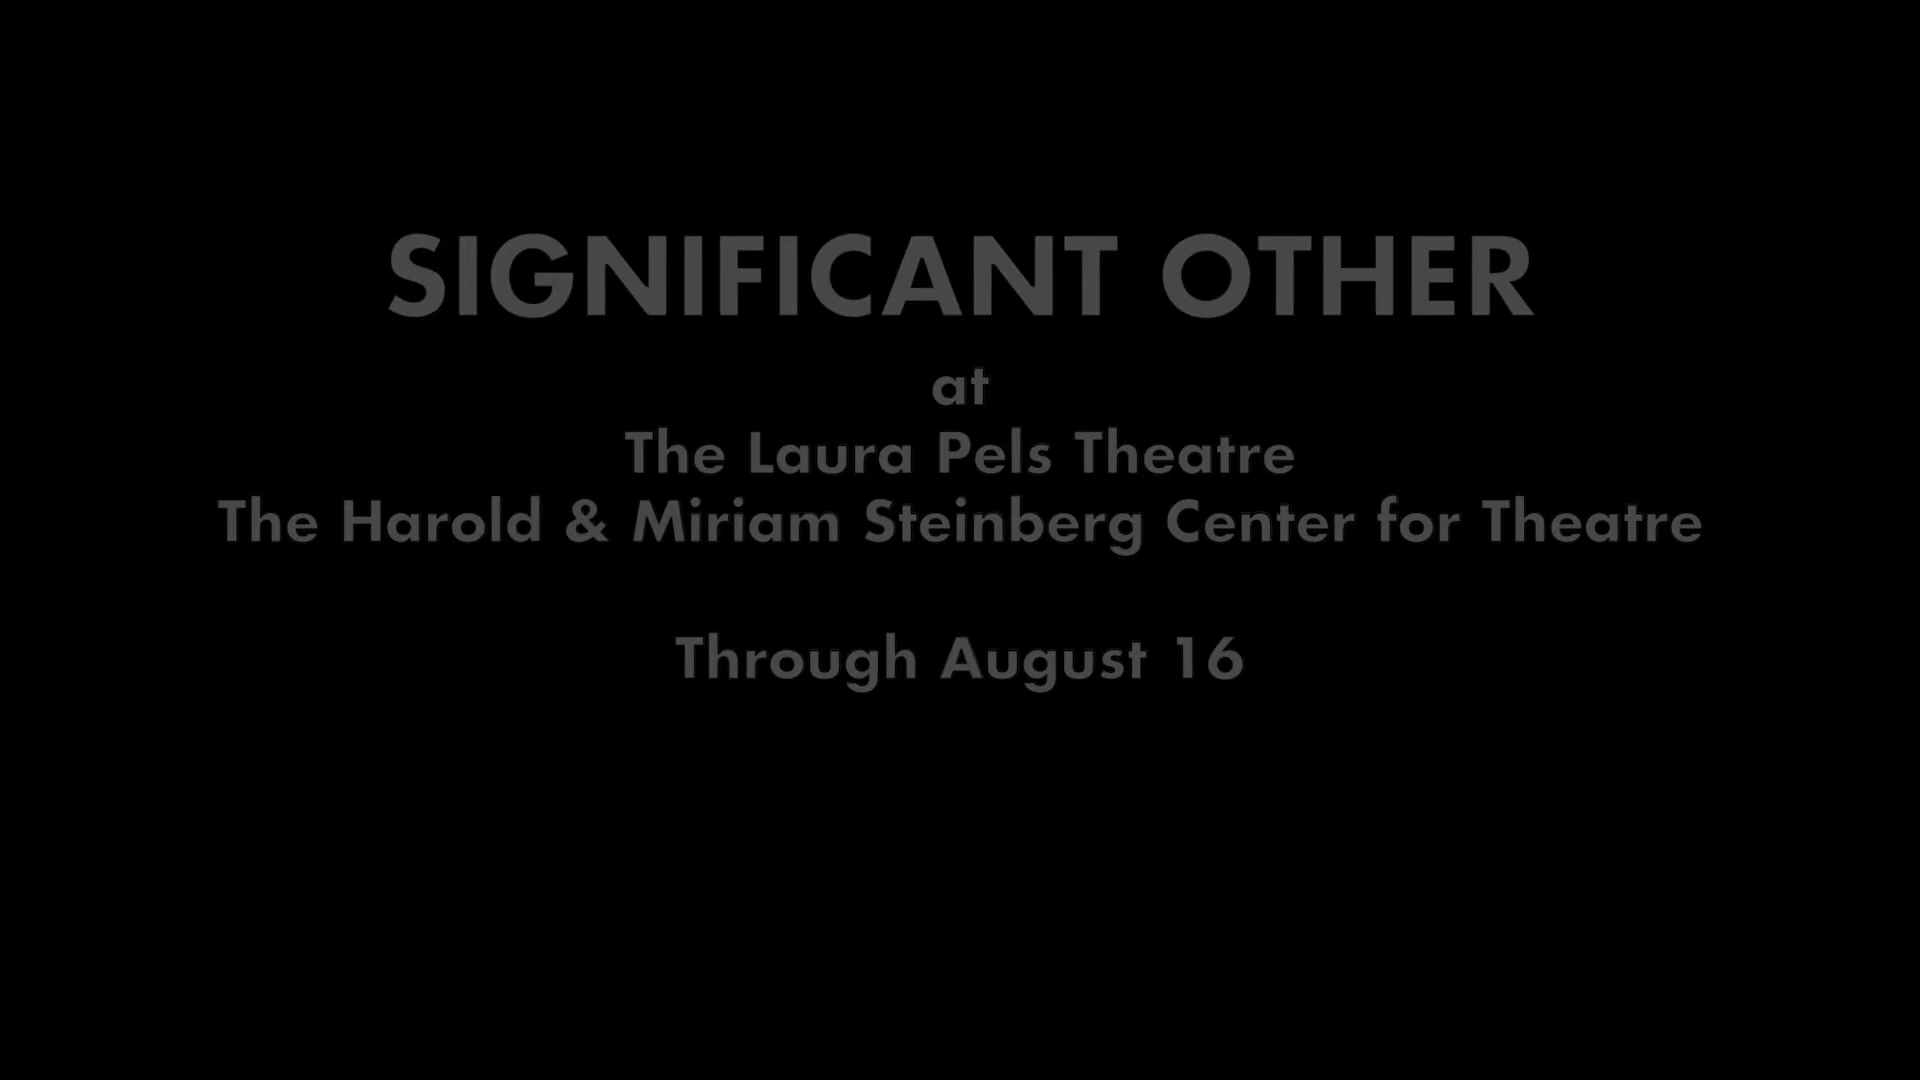 SIGNIFICANT OTHER
at
The Laura Pels Theatre
The Harold & Miriam Steinberg Center for Theatre
Through August 16